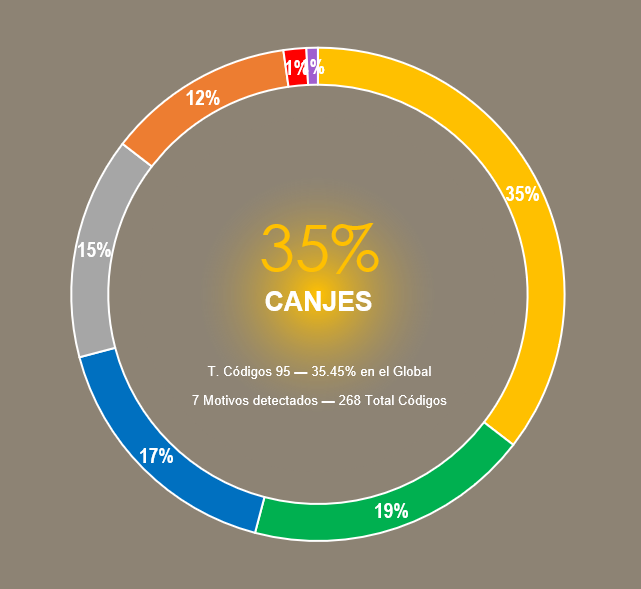 1%
1%
12%
35%
15%
35%
CANJES
T. Códigos 95 — 35.45% en el Global
7 Motivos detectados — 268 Total Códigos
17%
19%